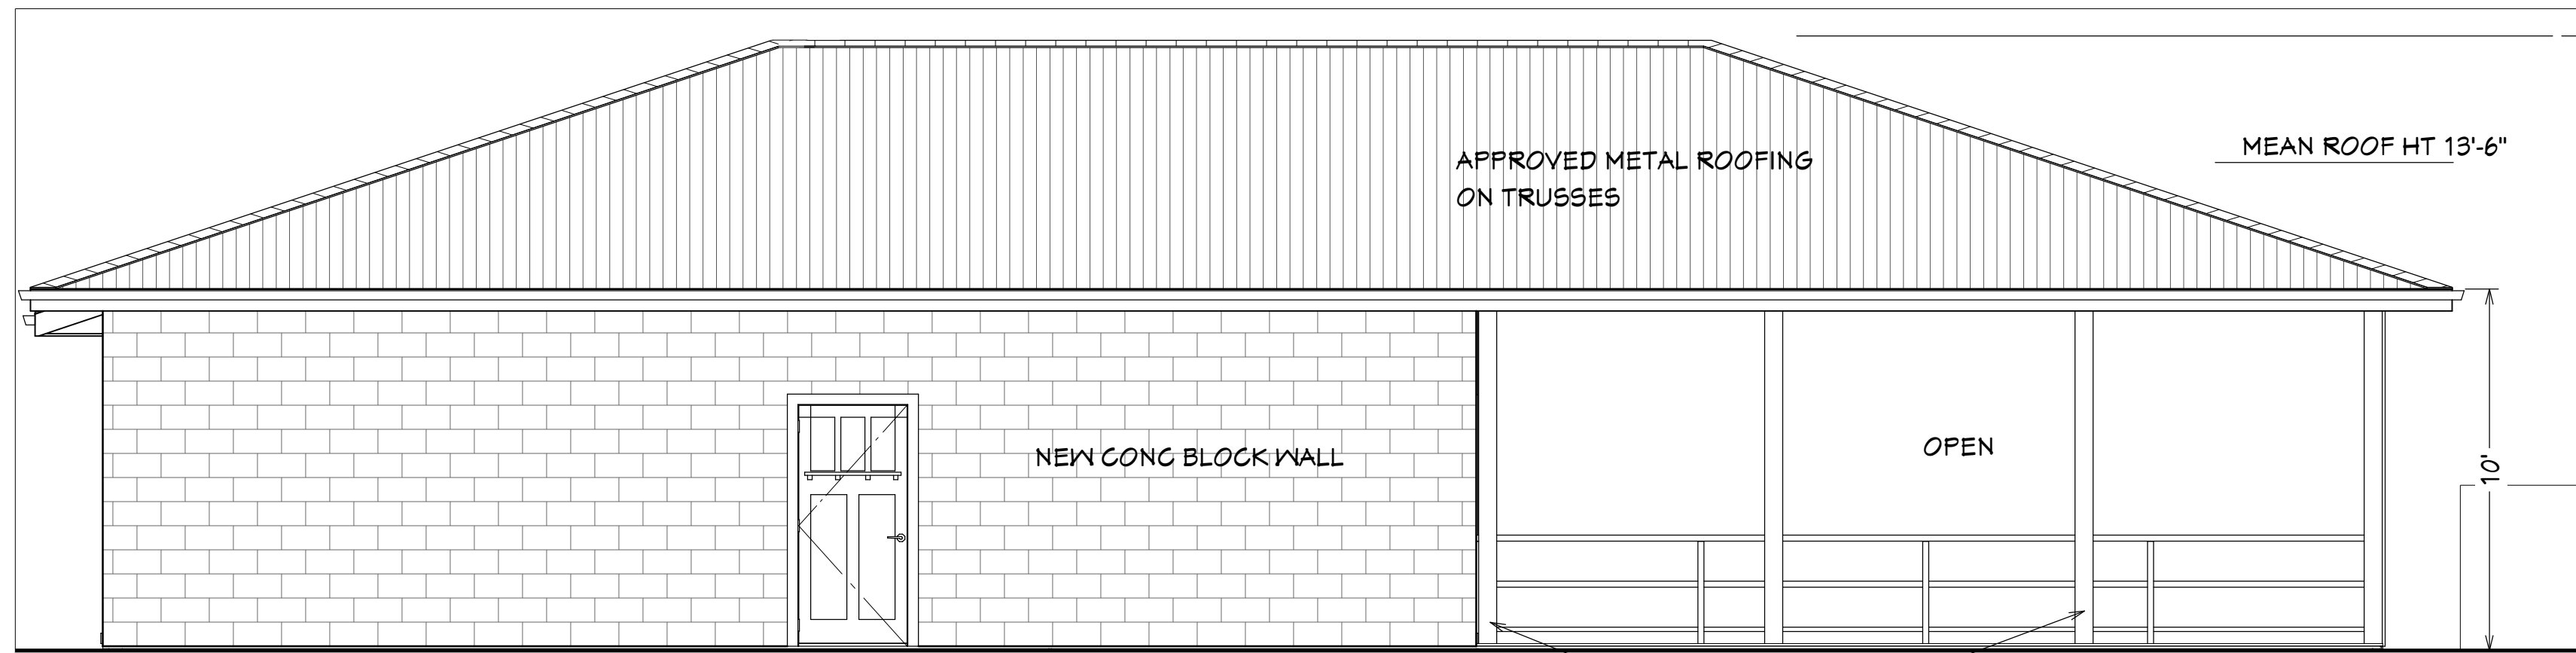 APPROVED METAL ROOFING
ON TRUSSES
MEAN ROOF HT 13'-6"
NEW CONC BLOCK WALL
OPEN
10'